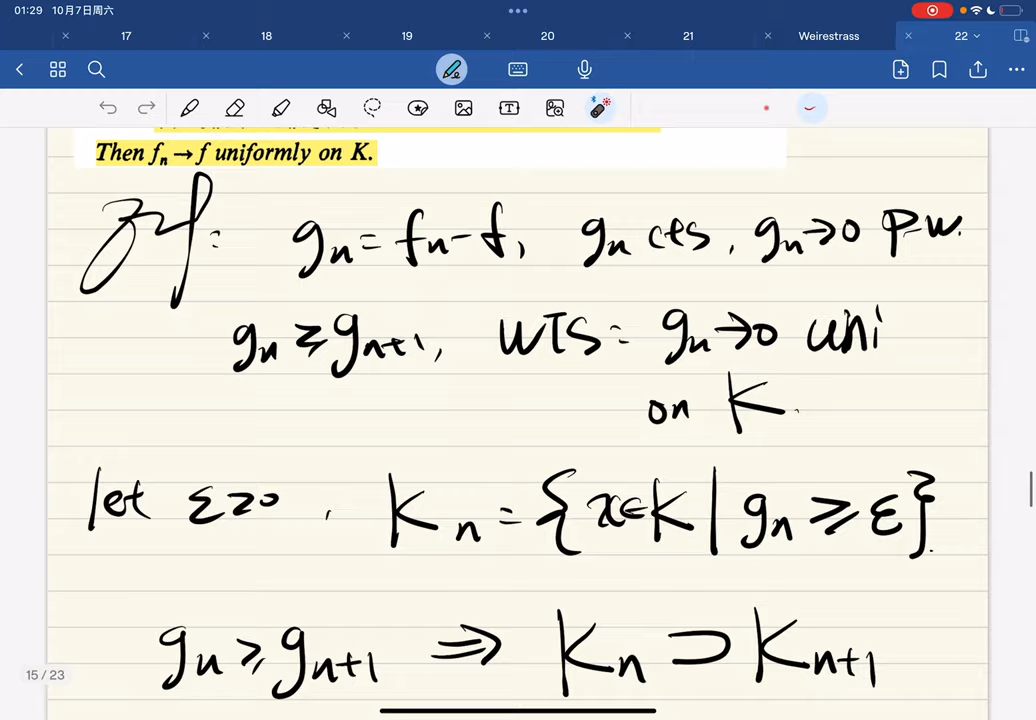 01:29 10月7日周六
17 18 19 20 21 Weirestrass 22
Then fₙ → f uniformly on K.
Pf: gₙ = fₙ - f, gₙ cts, gₙ → 0 p.w.
gₙ ≥ gₙ₊₁, WTS: gₙ → 0 uni
on K.
let ε > 0, Kₙ = {x ∈ K | gₙ ≥ ε}.
gₙ ≥ gₙ₊₁ ⇒ Kₙ ⊃ Kₙ₊₁
15 / 23